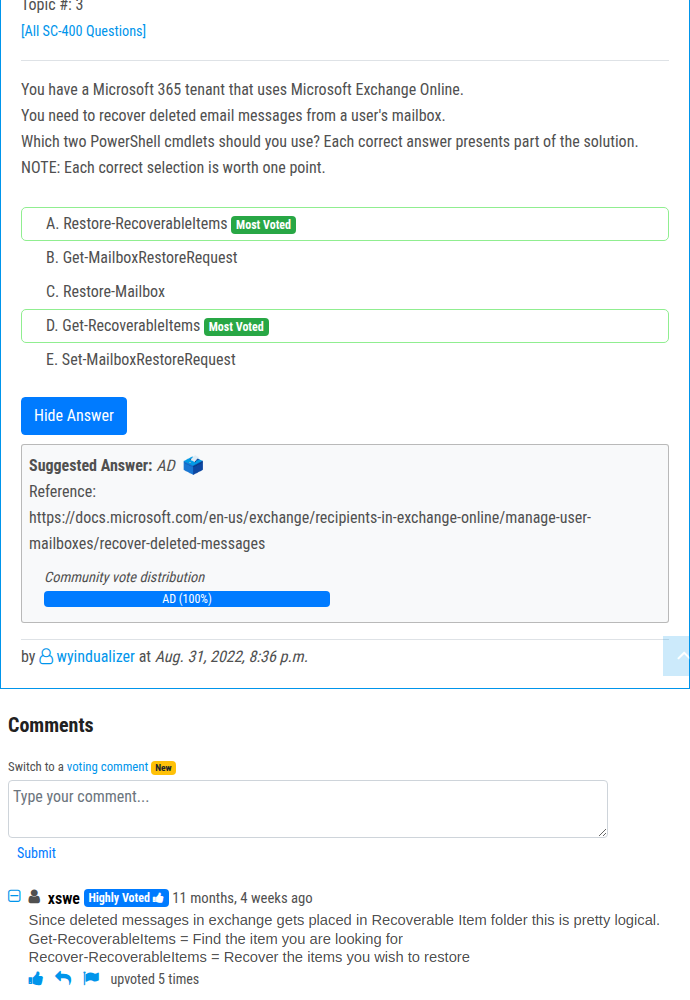 Topic #: 3
[All SC-400 Questions]
You have a Microsoft 365 tenant that uses Microsoft Exchange Online.
You need to recover deleted email messages from a user's mailbox.
Which two PowerShell cmdlets should you use? Each correct answer presents part of the solution.
NOTE: Each correct selection is worth one point.
A. Restore-RecoverableItems Most Voted
B. Get-MailboxRestoreRequest
C. Restore-Mailbox
D. Get-RecoverableItems Most Voted
E. Set-MailboxRestoreRequest
Hide Answer
Suggested Answer: AD
Reference:
https://docs.microsoft.com/en-us/exchange/recipients-in-exchange-online/manage-user-
mailboxes/recover-deleted-messages
Community vote distribution
AD (100%)
by wyindualizer at Aug. 31, 2022, 8:36 p.m.
Comments
Switch to a voting comment New
Type your comment...
Submit
xswe Highly Voted 11 months, 4 weeks ago
Since deleted messages in exchange gets placed in Recoverable Item folder this is pretty logical.
Get-RecoverableItems = Find the item you are looking for
Recover-RecoverableItems = Recover the items you wish to restore
upvoted 5 times